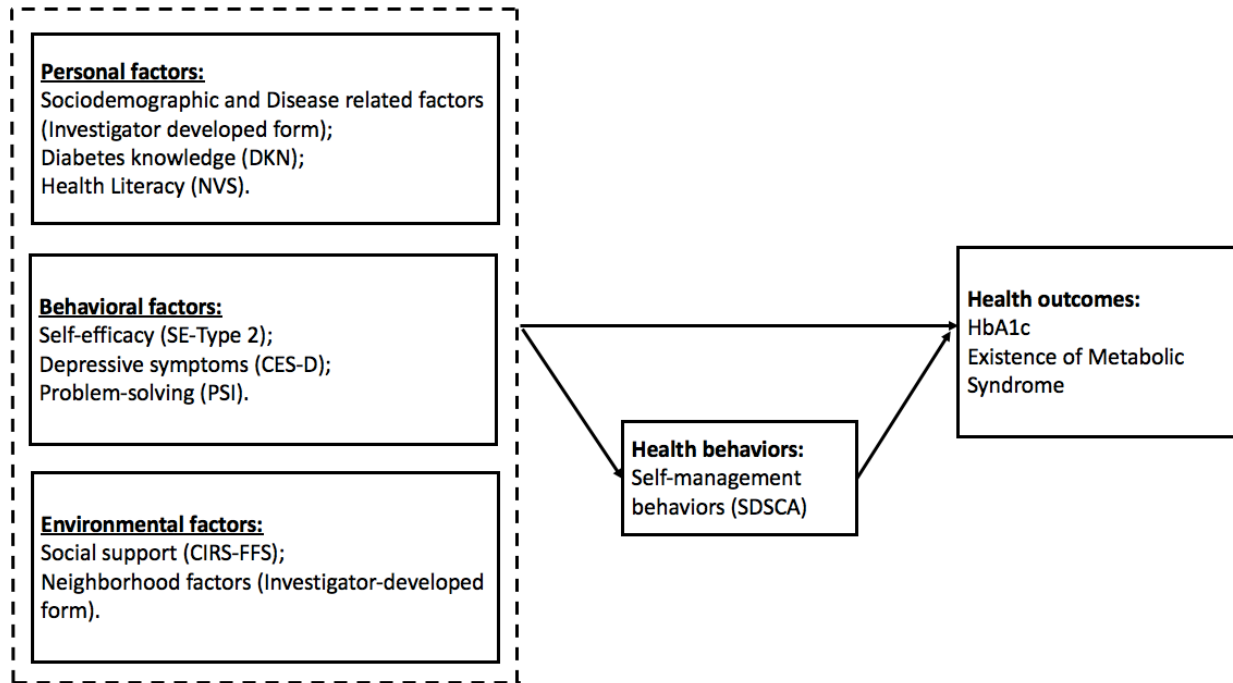 Personal factors:
Sociodemographic and Disease related factors
(Investigator developed form);
Diabetes knowledge (DKN);
Health Literacy (NVS).
Behavioral factors:
Self-efficacy (SE-Type 2);
Depressive symptoms (CES-D);
Problem-solving (PSI).
Environmental factors:
Social support (CIRS-FFS);
Neighborhood factors (Investigator-developed
form).
Health behaviors:
Self-management
behaviors (SDSCA)
Health outcomes:
HbA1c
Existence of Metabolic
Syndrome